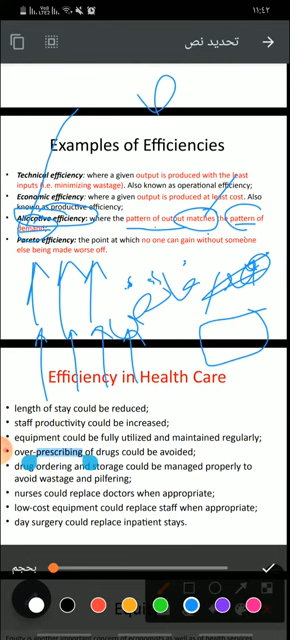 ١١:٤٢
تحديد نص
Examples of Efficiencies
• Technical efficiency: where a given output is produced with the least
inputs (i.e. minimizing wastage). Also known as operational efficiency;
• Economic efficiency: where a given output is produced at least cost. Also
known as productive efficiency;
• Allocative efficiency: where the pattern of output matches the pattern of
demand;
• Pareto efficiency: the point at which no one can gain without someone
else being made worse off.
Efficiency in Health Care
• length of stay could be reduced;
• staff productivity could be increased;
• equipment could be fully utilized and maintained regularly;
• over-prescribing of drugs could be avoided;
• drug ordering and storage could be managed properly to
avoid wastage and pilfering;
• nurses could replace doctors when appropriate;
• low-cost equipment could replace staff when appropriate;
• day surgery could replace inpatient stays.
بحجم